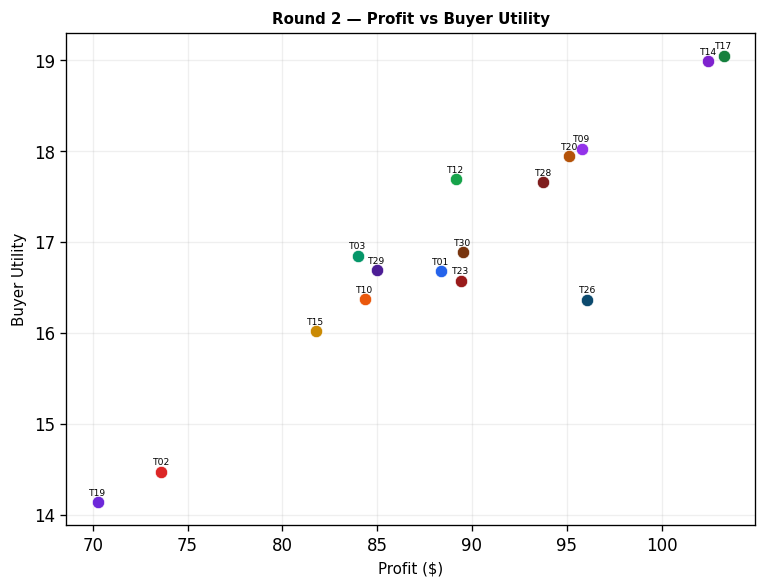 Round 2 — Profit vs Buyer Utility
19
18
17
16
15
14
Buyer Utility
T14
T17
T09
T20
T12
T28
T03
T30
T29
T01
T23
T10
T26
T15
T02
T19
70
75
80
85
90
95
100
Profit ($)